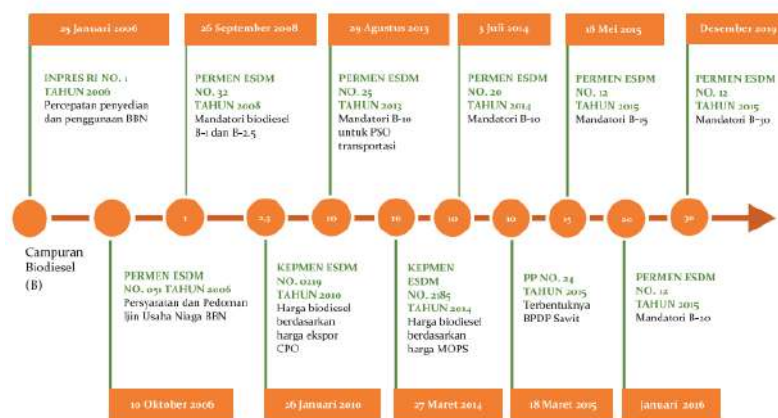 25 Januari 2006
26 September 2008
29 Agustus 2013
3 Juli 2014
18 Mei 2015
Desember 2019
INPRES RI NO. 1
TAHUN 2006
Percepatan penyedian
dan penggunaan BBN
PERMEN ESDM
NO. 32
TAHUN 2008
Mandatori biodiesel
B-1 dan B-2.5
PERMEN ESDM
NO. 25
TAHUN 2013
Mandatori B-10
untuk PSO
transportasi
PERMEN ESDM
NO. 20
TAHUN 2014
Mandatori B-10
PERMEN ESDM
NO. 12
TAHUN 2015
Mandatori B-15
PERMEN ESDM
NO. 12
TAHUN 2015
Mandatori B-30
1
2.5
10
10
10
10
15
20
30
Campuran
Biodiesel
(B)
PERMEN ESDM
NO. 051 TAHUN 2006
Persyaratan dan Pedoman
Ijin Usaha Niaga BBN
KEPMEN ESDM
NO. 0219
TAHUN 2010
Harga biodiesel
berdasarkan
harga ekspor
CPO
KEPMEN
ESDM
NO. 2185
TAHUN 2014
Harga biodiesel
berdasarkan
harga MOPS
PP NO. 24
TAHUN 2015
Terbentuknya
BPDP Sawit
PERMEN ESDM
NO. 12
TAHUN 2015
Mandatori B-20
10 Oktober 2006
26 Januari 2010
27 Maret 2014
18 Maret 2015
Januari 2016